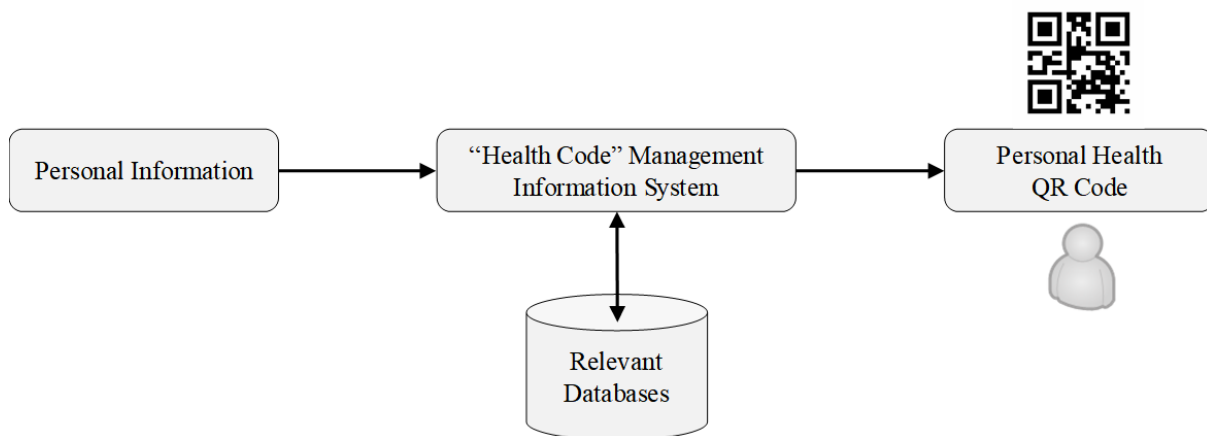 Personal Information
“Health Code” Management
Information System
Personal Health
QR Code
Relevant
Databases